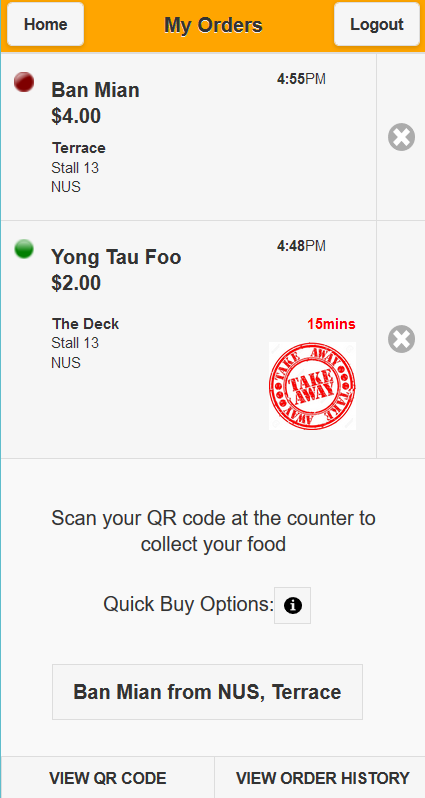 Home
My Orders
Logout
Ban Mian
4:55PM
$4.00
Terrace
Stall 13
NUS
Yong Tau Foo
4:48PM
$2.00
The Deck
15mins
Stall 13
NUS
TAKE AWAY
TAKE
AWAY
TAKE AWAY
Scan your QR code at the counter to
collect your food
Quick Buy Options:
Ban Mian from NUS, Terrace
VIEW QR CODE
VIEW ORDER HISTORY